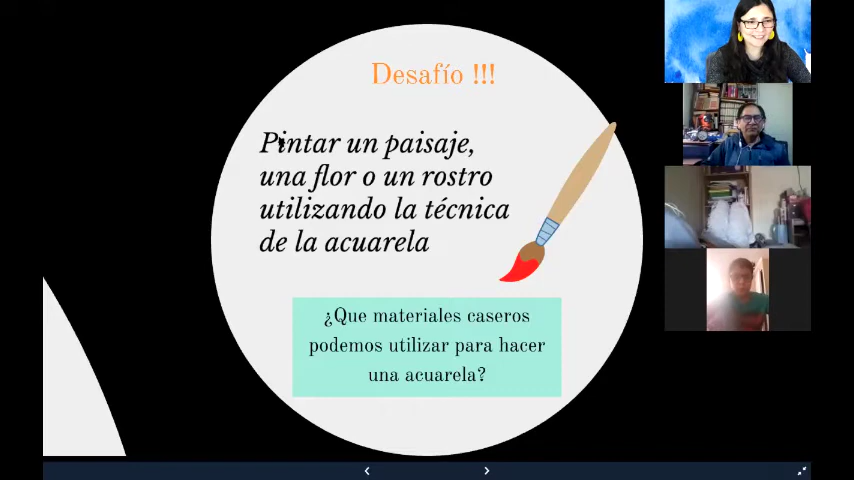 Desafío !!!
Pintar un paisaje,
una flor o un rostro
utilizando la técnica
de la acuarela
¿Que materiales caseros
podemos utilizar para hacer
una acuarela?